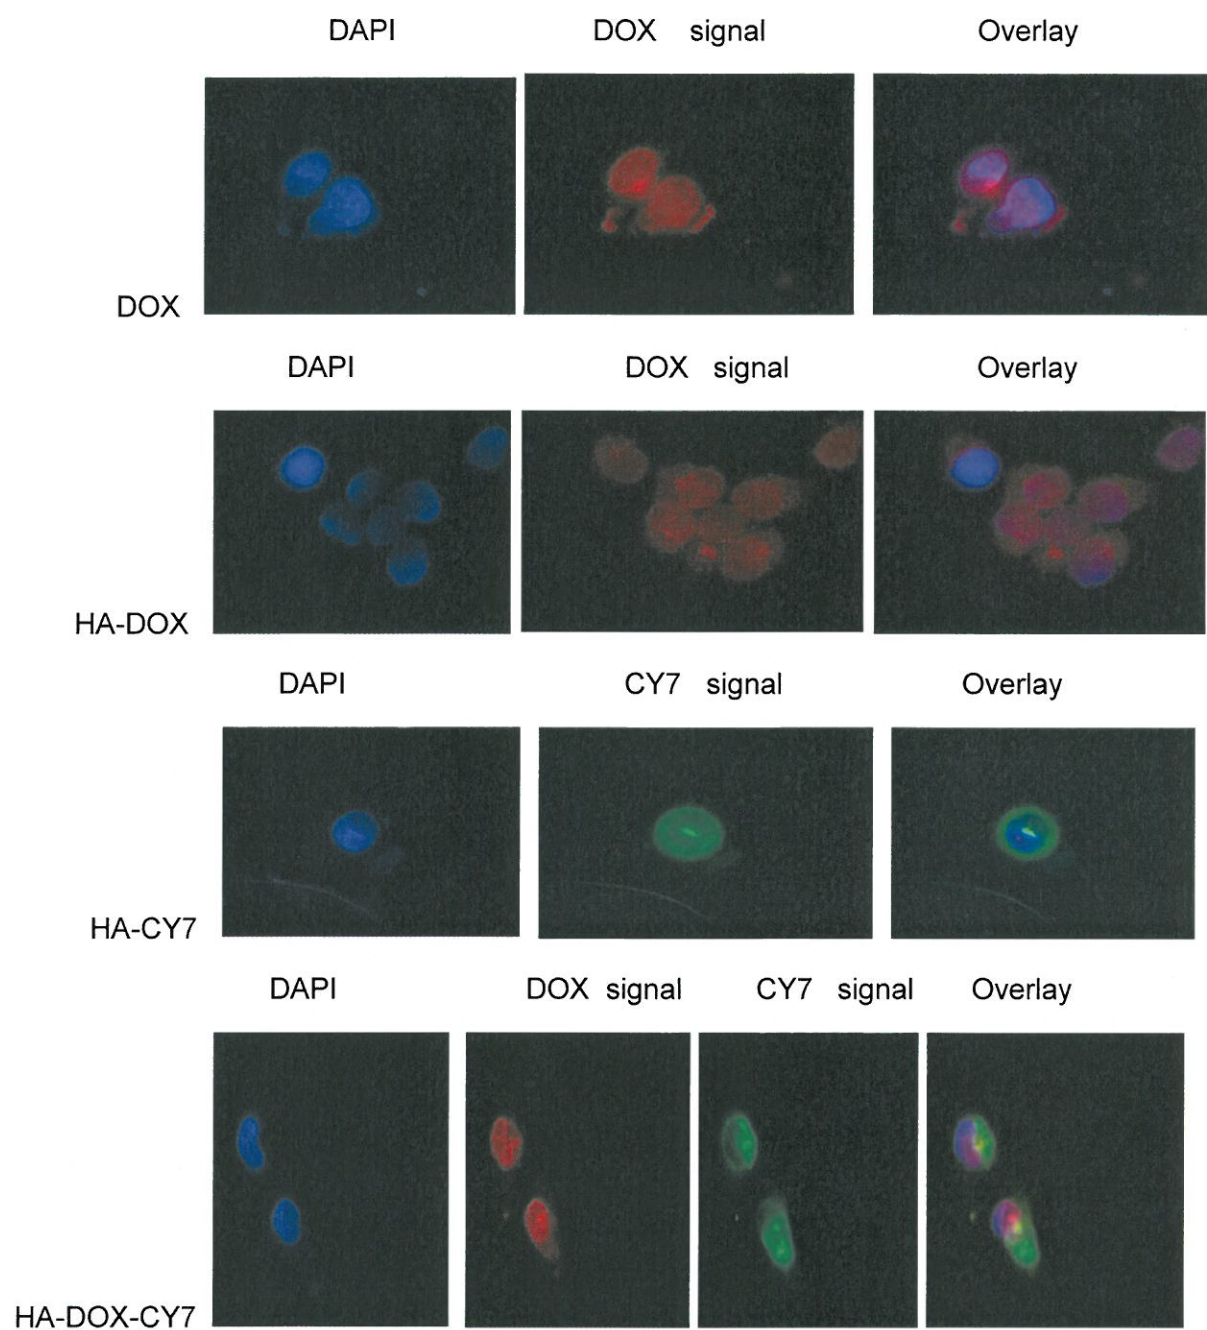 DAPI DOX signal Overlay
DOX
DAPI DOX signal Overlay
HA-DOX
DAPI CY7 signal Overlay
HA-CY7
DAPI DOX signal CY7 signal Overlay
HA-DOX-CY7